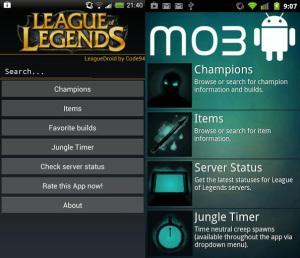 21:40
LEAGUE of
LEGENDS
LeagueDroid by Code94
Search...
Champions
Items
Favorite builds
Jungle Timer
Check server status
Rate this App now!
About
9:07
MOB
Champions
Browse or search for champion
information and builds.
Items
Browse or search for item
information.
Server Status
Get the latest statuses for League
of Legends servers.
Jungle Timer
Time neutral creep spawns
(available throughout the app via
dropdown menu).